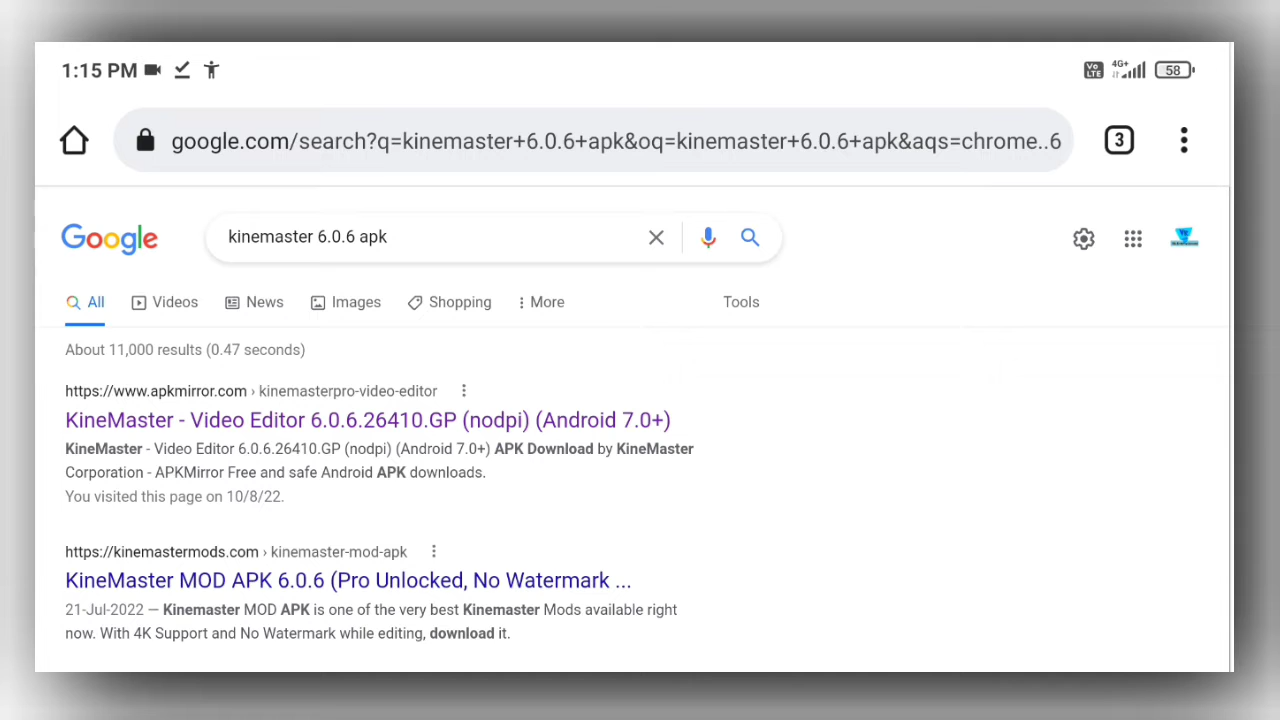 1:15 PM
Vo LTE 4G+ 58
google.com/search?q=kinemaster+6.0.6+apk&oq=kinemaster+6.0.6+apk&aqs=chrome..6
3
Google
kinemaster 6.0.6 apk
All Videos News Images Shopping More Tools
About 11,000 results (0.47 seconds)
https://www.apkmirror.com › kinemasterpro-video-editor
KineMaster - Video Editor 6.0.6.26410.GP (nodpi) (Android 7.0+)
KineMaster - Video Editor 6.0.6.26410.GP (nodpi) (Android 7.0+) APK Download by KineMaster
Corporation - APKMirror Free and safe Android APK downloads.
You visited this page on 10/8/22.
https://kinemastermods.com › kinemaster-mod-apk
KineMaster MOD APK 6.0.6 (Pro Unlocked, No Watermark ...
21-Jul-2022 — Kinemaster MOD APK is one of the very best Kinemaster Mods available right
now. With 4K Support and No Watermark while editing, download it.